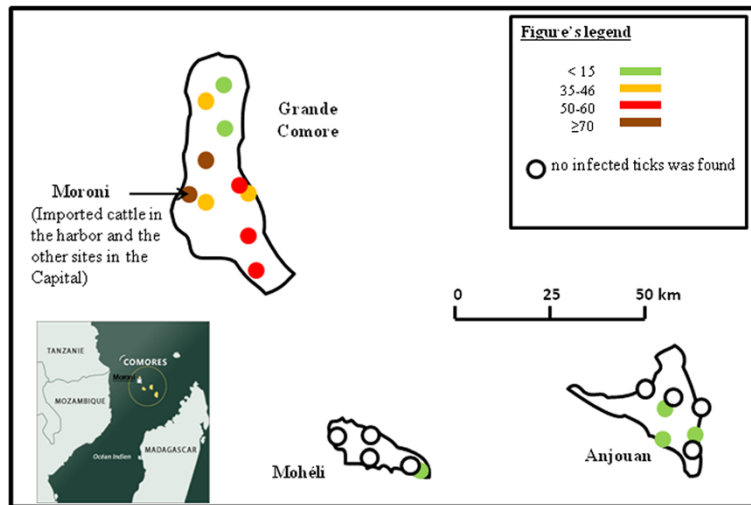 Figure's legend
< 15
35-46
50-60
≥70
no infected ticks was found
Grande
Comore
Moroni
(Imported cattle in
the harbor and the
other sites in the
Capital)
0 25 50 km
TANZANIE
COMORES
Moroni
MOZAMBIQUE
Océan Indien
MADAGASCAR
Mohéli
Anjouan